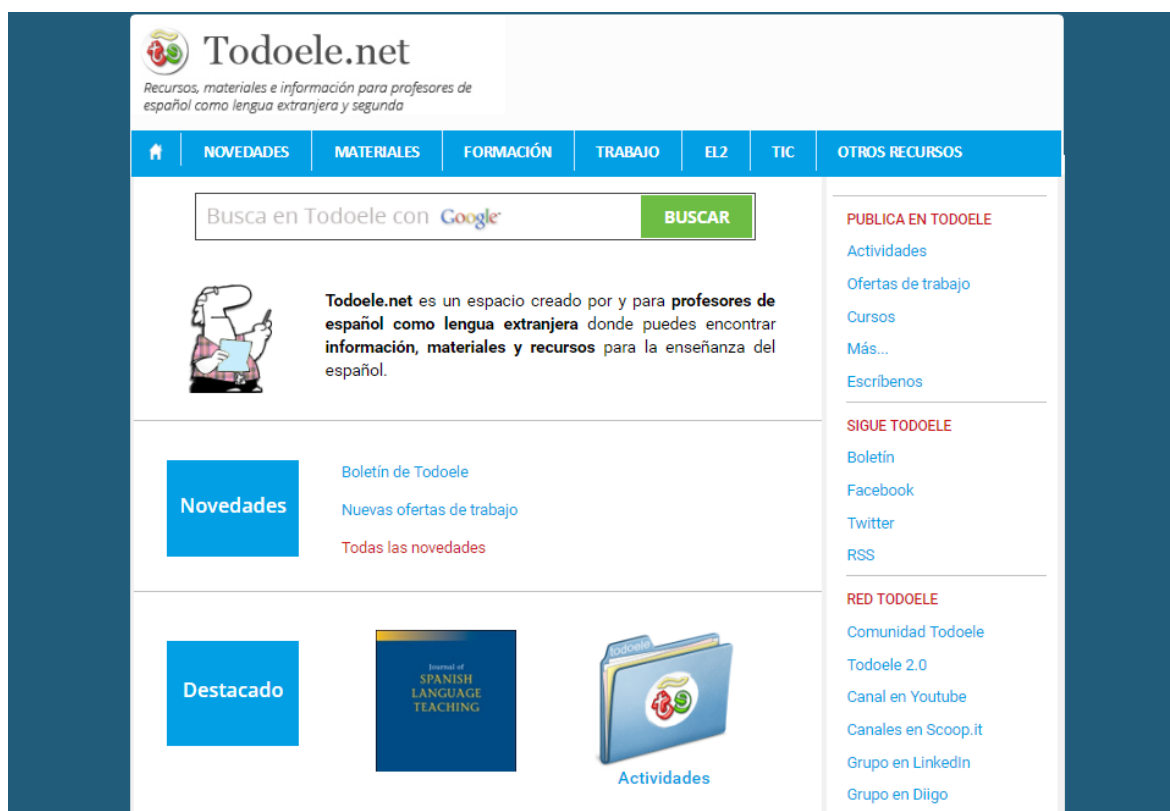 Todoele.net
Recursos, materiales e información para profesores de
español como lengua extranjera y segunda
NOVEDADES
MATERIALES
FORMACIÓN
TRABAJO
EL2
TIC
OTROS RECURSOS
Busca en Todoele con Google
BUSCAR
Todoele.net es un espacio creado por y para profesores de
español como lengua extranjera donde puedes encontrar
información, materiales y recursos para la enseñanza del
español.
Novedades
Boletín de Todoele
Nuevas ofertas de trabajo
Todas las novedades
Destacado
Journal of
SPANISH
LANGUAGE
TEACHING
todoele
Actividades
PUBLICA EN TODOELE
Actividades
Ofertas de trabajo
Cursos
Más...
Escríbenos
SIGUE TODOELE
Boletín
Facebook
Twitter
RSS
RED TODOELE
Comunidad Todoele
Todoele 2.0
Canal en Youtube
Canales en Scoop.it
Grupo en LinkedIn
Grupo en Diigo